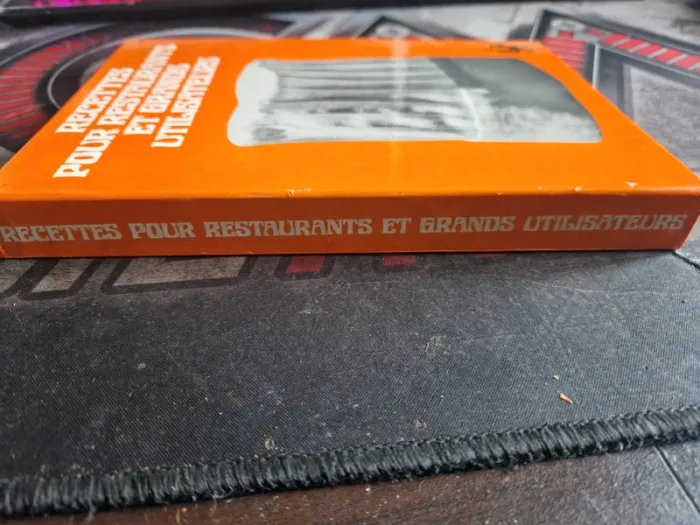 RECETTES
POUR RESTAURANTS
ET GRANDS
UTILISATEURS
RECETTES POUR RESTAURANTS ET GRANDS UTILISATEURS